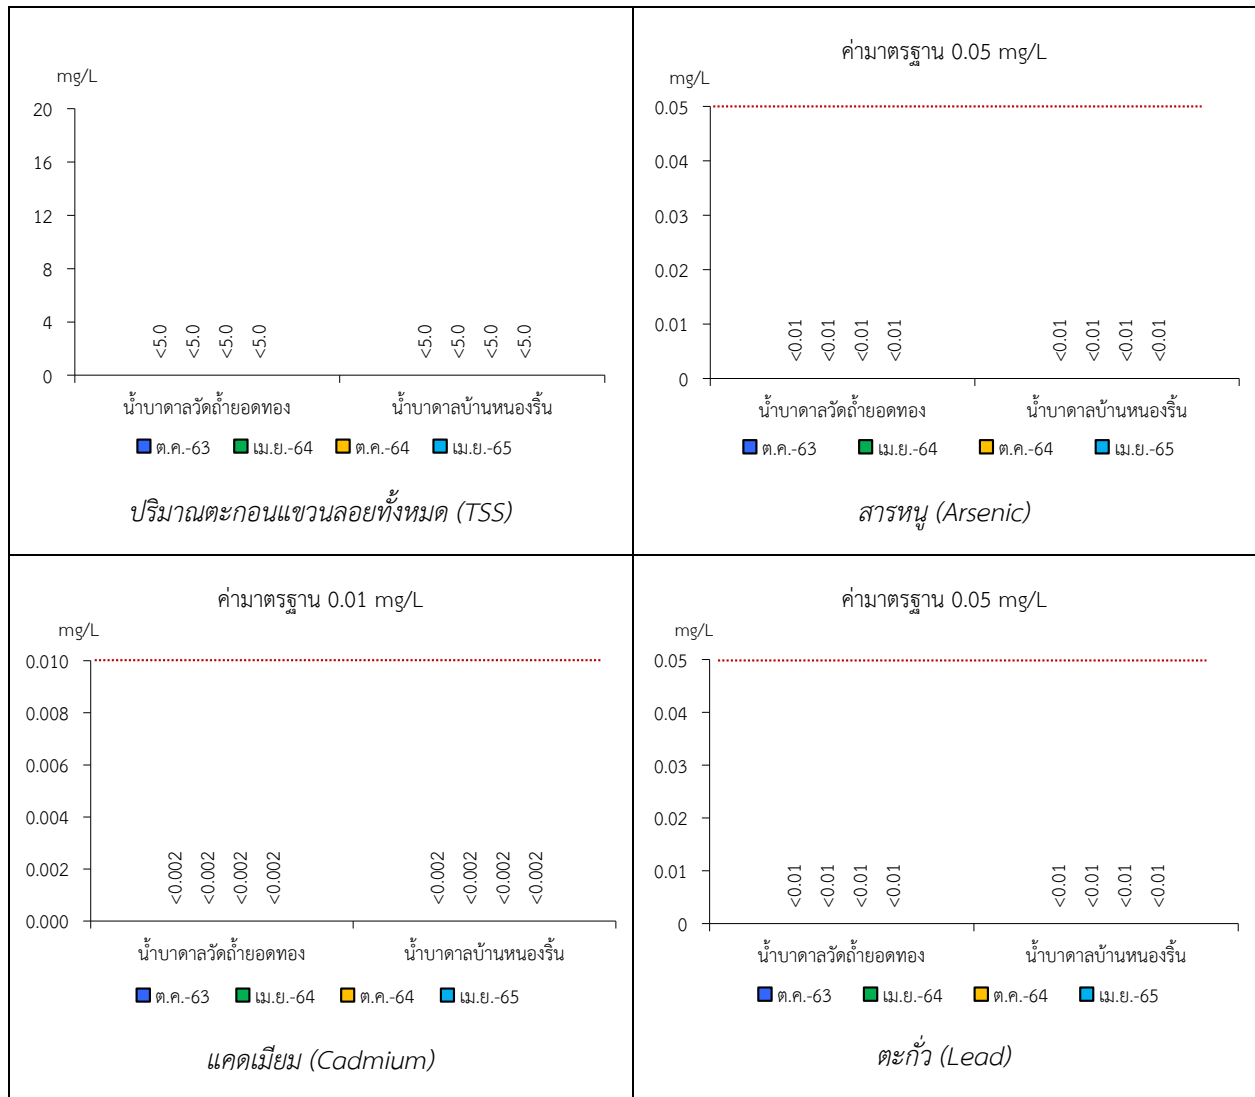 mg/L
20
16
12
8
4
0
<5.0 <5.0 <5.0 <5.0 <5.0 <5.0 <5.0 <5.0
น้ำบาดาลวัดถ้ำยอดทอง น้ำบาดาลบ้านหนองริ้น
ต.ค.-63 เม.ย.-64 ต.ค.-64 เม.ย.-65
ปริมาณตะกอนแขวนลอยทั้งหมด (TSS)
ค่ามาตรฐาน 0.05 mg/L
mg/L
0.05
0.04
0.03
0.02
0.01
0
<0.01 <0.01 <0.01 <0.01 <0.01 <0.01 <0.01 <0.01
น้ำบาดาลวัดถ้ำยอดทอง น้ำบาดาลบ้านหนองริ้น
ต.ค.-63 เม.ย.-64 ต.ค.-64 เม.ย.-65
สารหนู (Arsenic)
ค่ามาตรฐาน 0.01 mg/L
mg/L
0.010
0.008
0.006
0.004
0.002
0.000
<0.002 <0.002 <0.002 <0.002 <0.002 <0.002 <0.002 <0.002
น้ำบาดาลวัดถ้ำยอดทอง น้ำบาดาลบ้านหนองริ้น
ต.ค.-63 เม.ย.-64 ต.ค.-64 เม.ย.-65
แคดเมียม (Cadmium)
ค่ามาตรฐาน 0.05 mg/L
mg/L
0.05
0.04
0.03
0.02
0.01
0
<0.01 <0.01 <0.01 <0.01 <0.01 <0.01 <0.01 <0.01
น้ำบาดาลวัดถ้ำยอดทอง น้ำบาดาลบ้านหนองริ้น
ต.ค.-63 เม.ย.-64 ต.ค.-64 เม.ย.-65
ตะกั่ว (Lead)